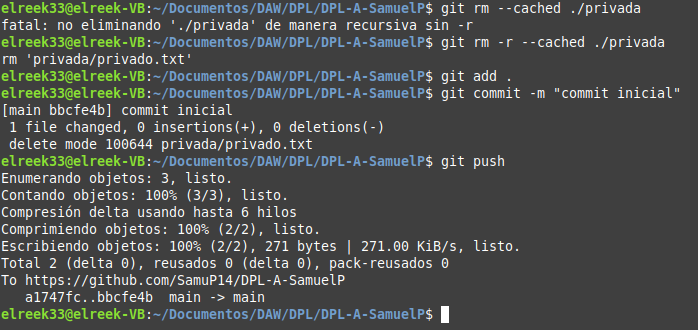 elreek33@elreek-VB:~/Documentos/DAW/DPL/DPL-A-SamuelP$ git rm --cached ./privada
fatal: no eliminando './privada' de manera recursiva sin -r
elreek33@elreek-VB:~/Documentos/DAW/DPL/DPL-A-SamuelP$ git rm -r --cached ./privada
rm 'privada/privado.txt'
elreek33@elreek-VB:~/Documentos/DAW/DPL/DPL-A-SamuelP$ git add .
elreek33@elreek-VB:~/Documentos/DAW/DPL/DPL-A-SamuelP$ git commit -m "commit inicial"
[main bbcfe4b] commit inicial
 1 file changed, 0 insertions(+), 0 deletions(-)
 delete mode 100644 privada/privado.txt
elreek33@elreek-VB:~/Documentos/DAW/DPL/DPL-A-SamuelP$ git push
Enumerando objetos: 3, listo.
Contando objetos: 100% (3/3), listo.
Compresión delta usando hasta 6 hilos
Comprimiendo objetos: 100% (2/2), listo.
Escribiendo objetos: 100% (2/2), 271 bytes | 271.00 KiB/s, listo.
Total 2 (delta 0), reusados 0 (delta 0), pack-reusados 0
To https://github.com/SamuP14/DPL-A-SamuelP
   a1747fc..bbcfe4b  main -> main
elreek33@elreek-VB:~/Documentos/DAW/DPL/DPL-A-SamuelP$